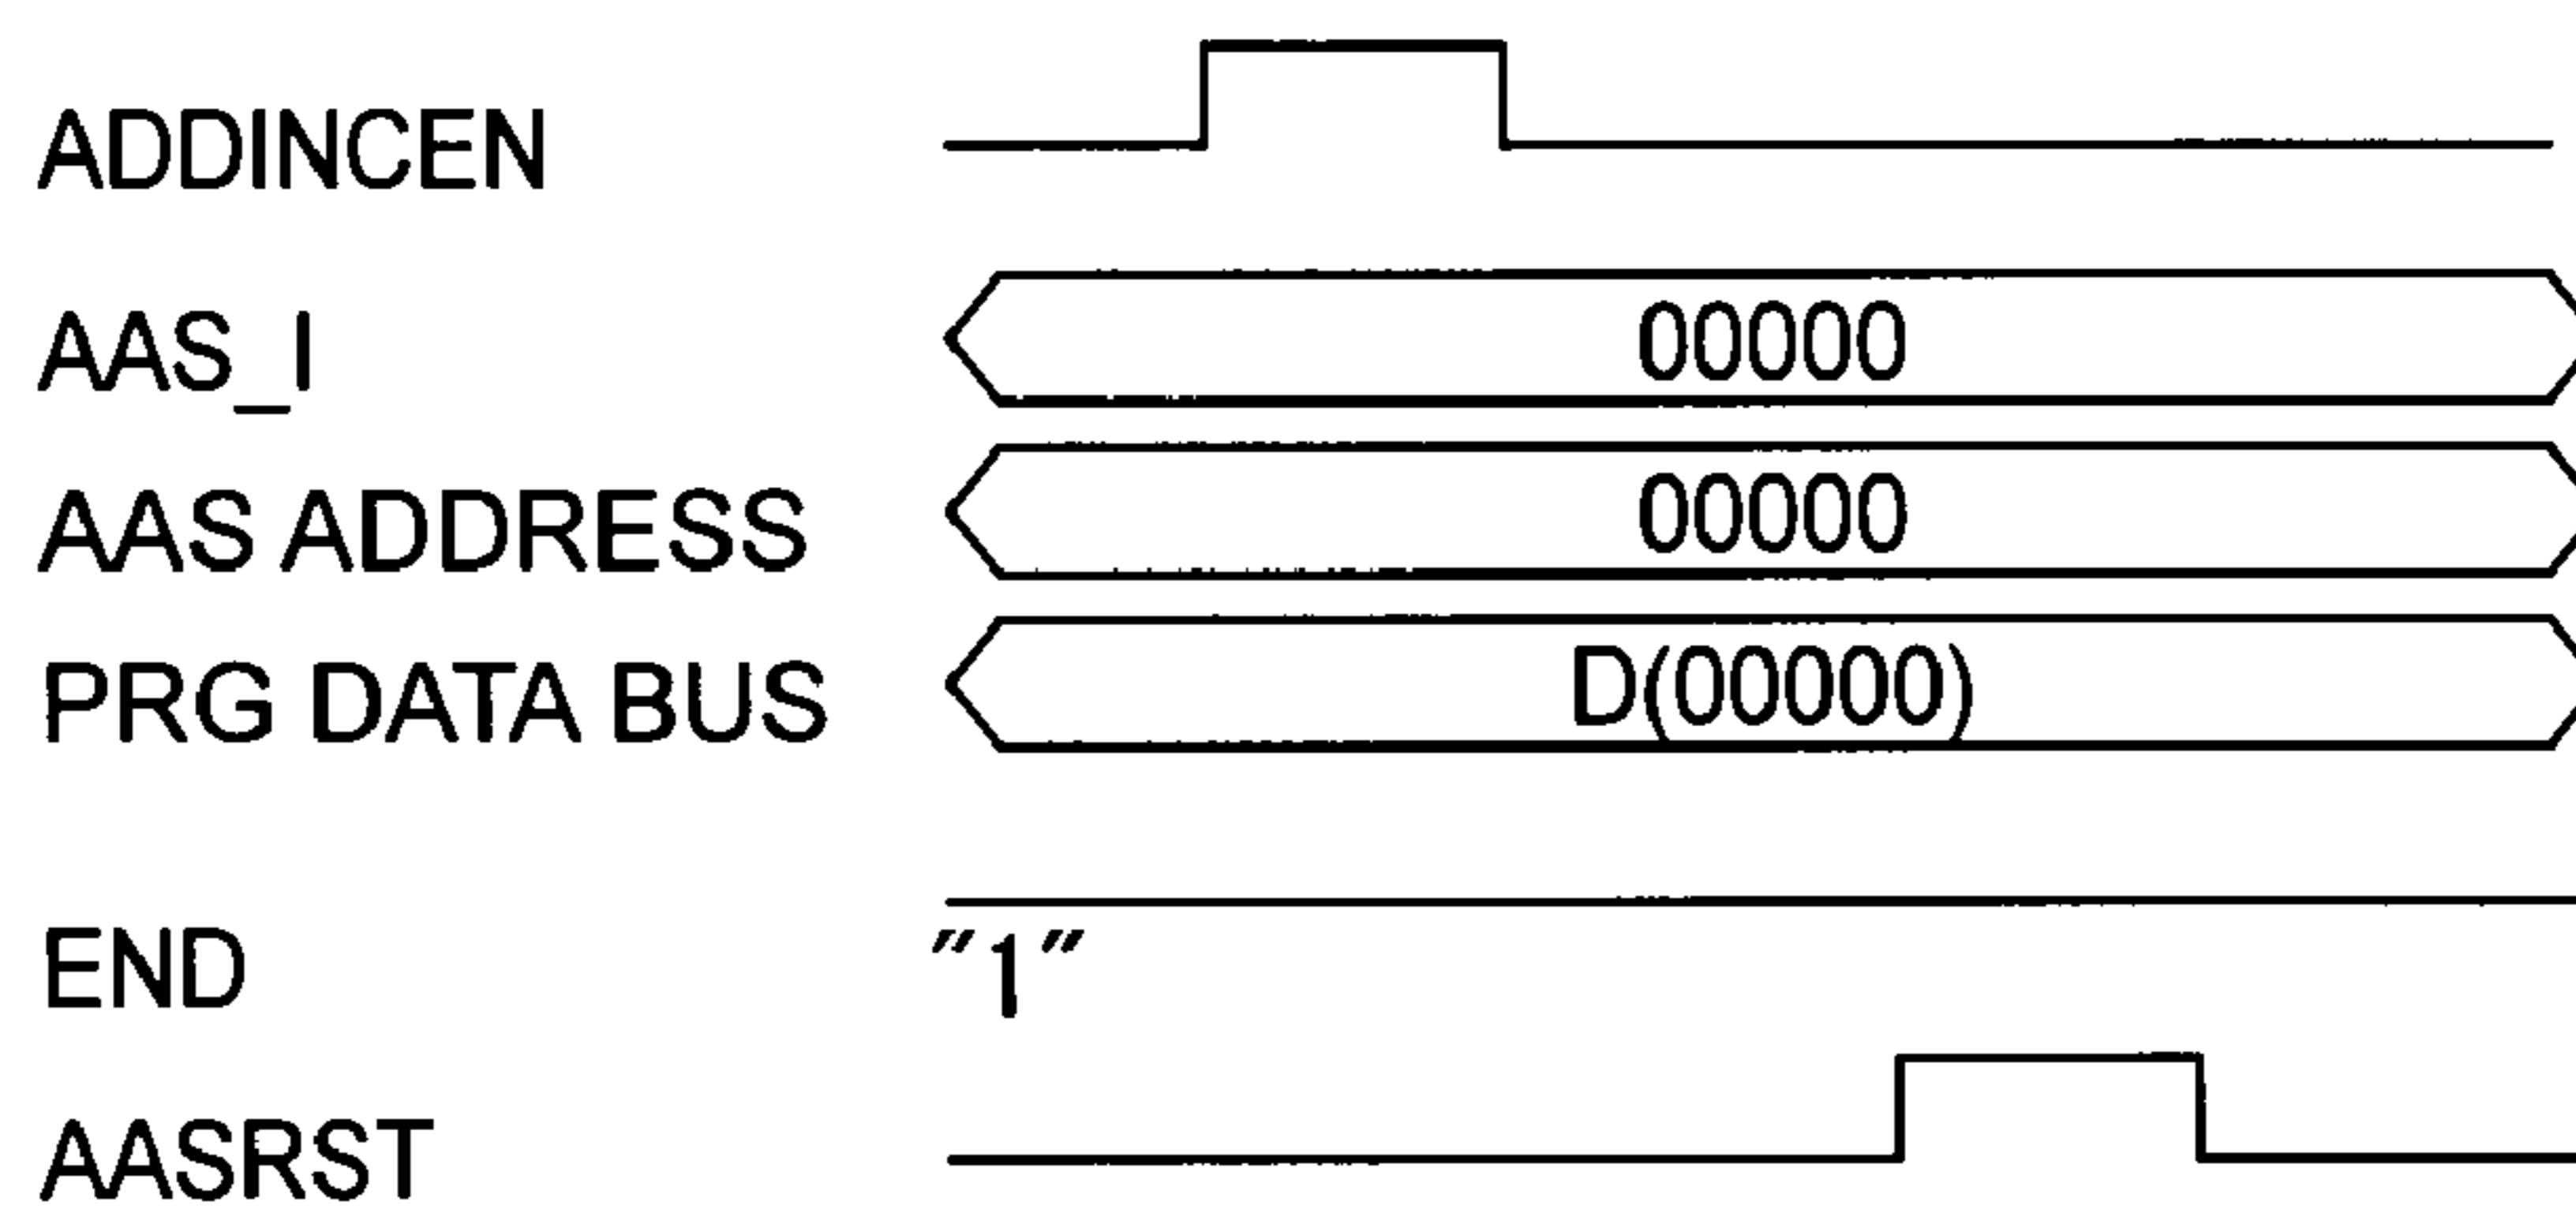 ADDINCEN
AAS_I 00000
AAS ADDRESS 00000
PRG DATA BUS D(00000)
END "1"
AASRST